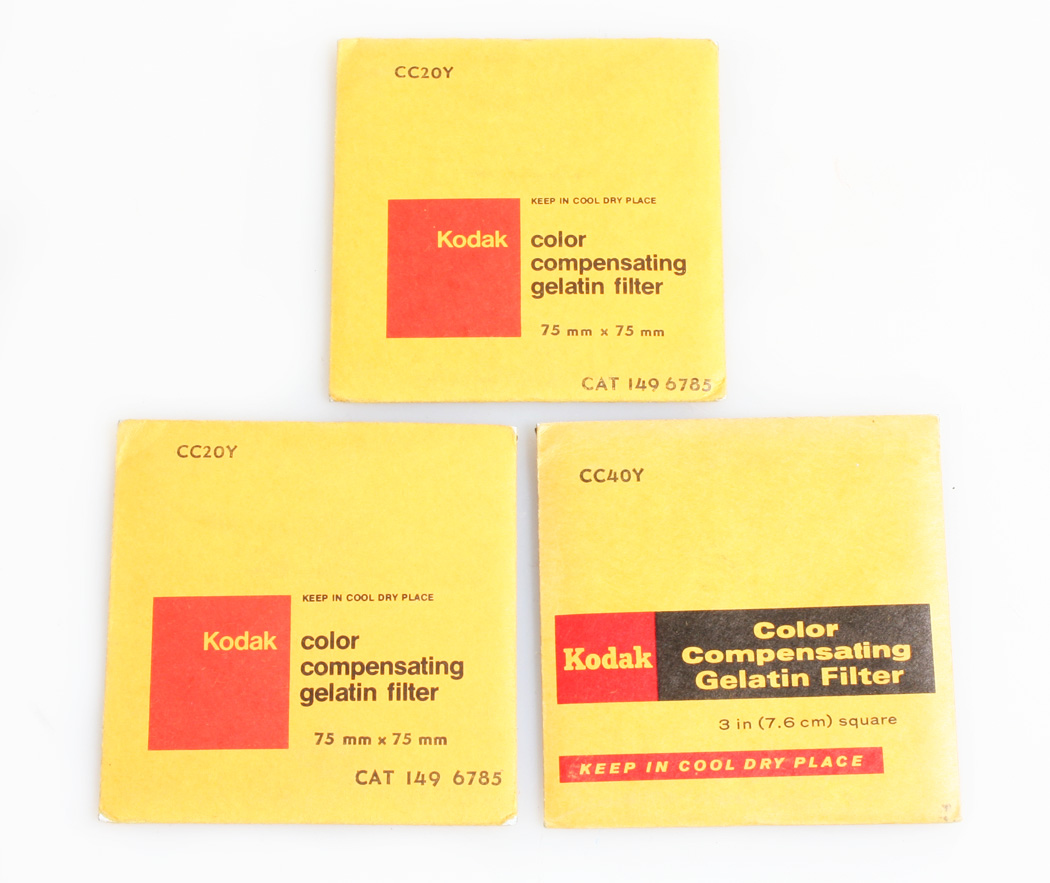 CC20Y
KEEP IN COOL DRY PLACE
Kodak color
compensating
gelatin filter
75 mm x 75 mm
CAT 149 6785
CC20Y
KEEP IN COOL DRY PLACE
Kodak color
compensating
gelatin filter
75 mm x 75 mm
CAT 149 6785
CC40Y
Kodak
Color
Compensating
Gelatin Filter
3 in (7.6 cm) square
KEEP IN COOL DRY PLACE